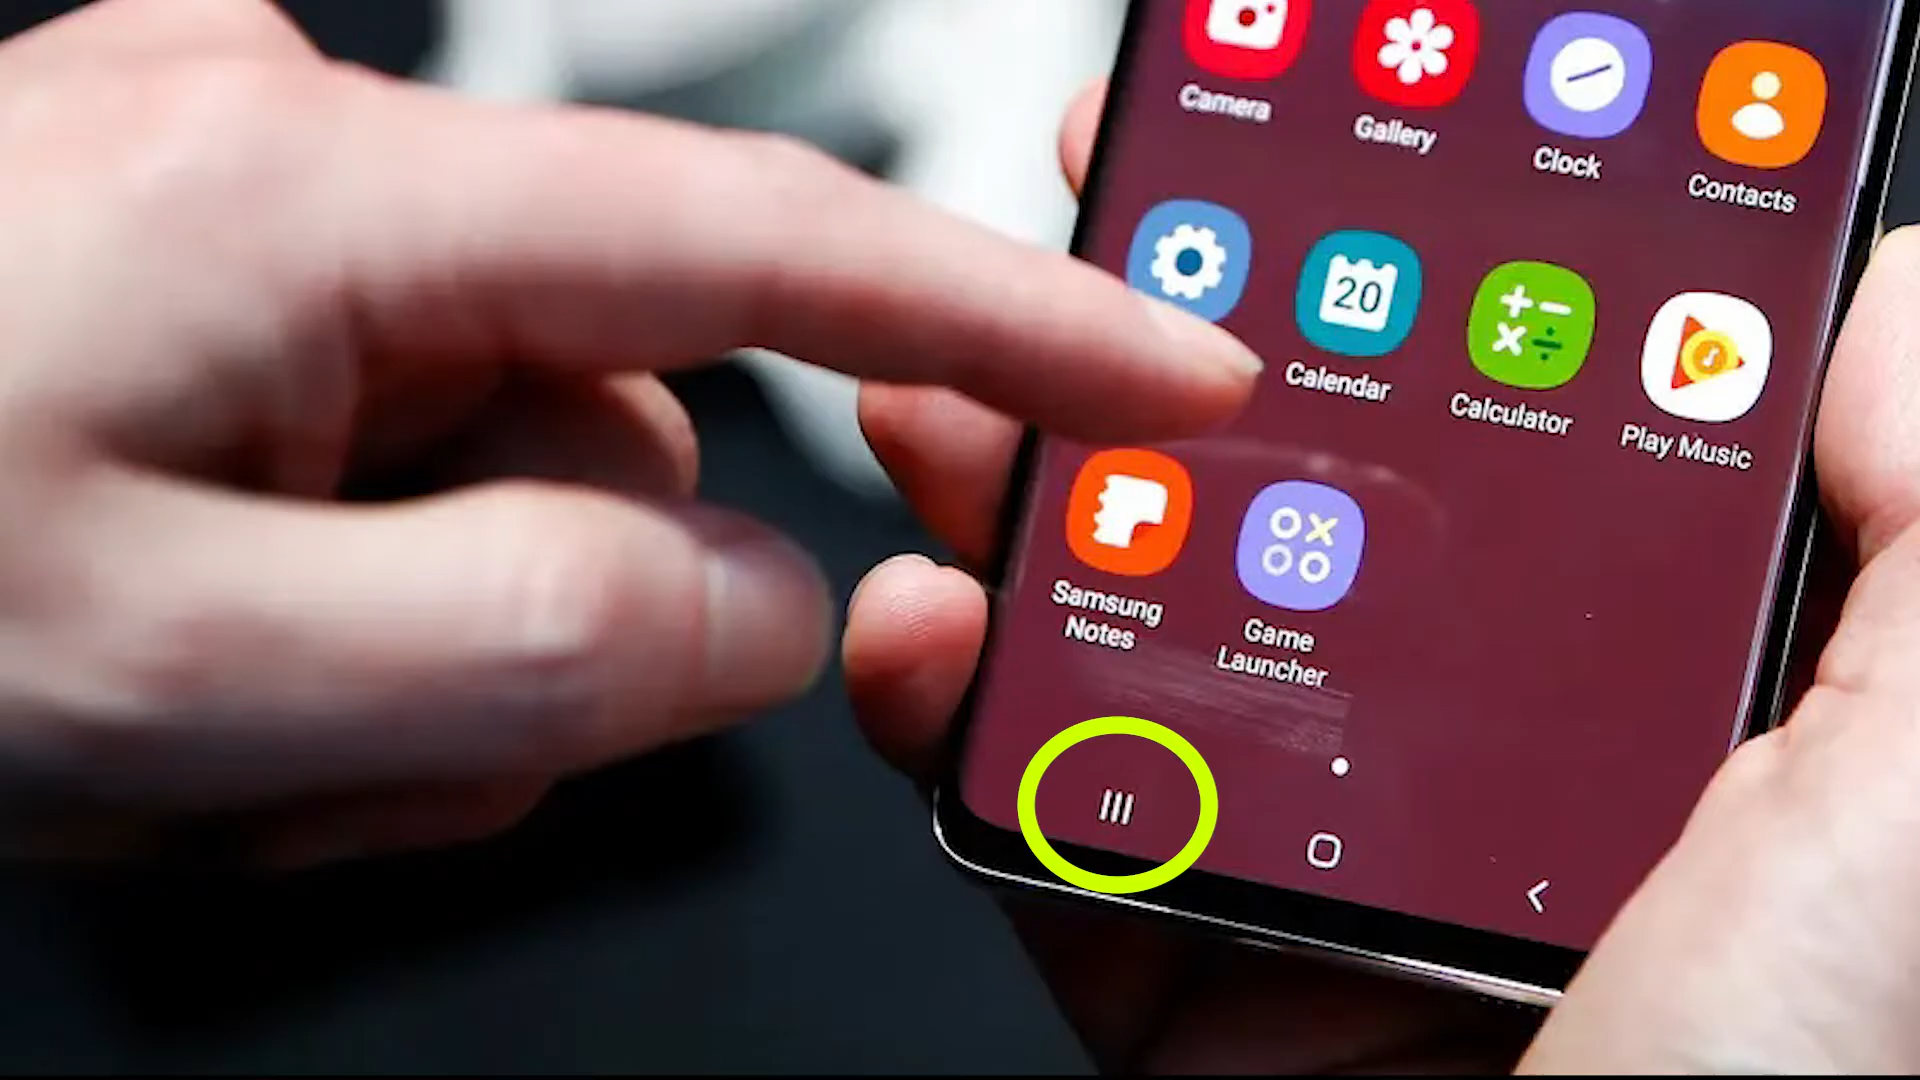 Camera
Gallery
Clock
Contacts
20
Calendar
Calculator
Play Music
Samsung
Notes
Game
Launcher